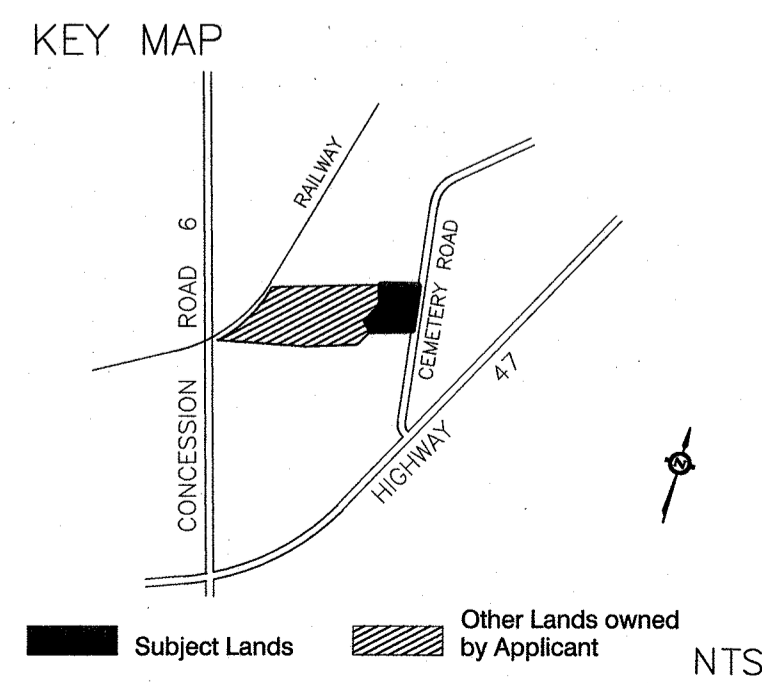 KEY MAP
RAILWAY
CONCESSION ROAD 6
CEMETERY ROAD
HIGHWAY 47
N
Subject Lands
Other Lands owned
by Applicant
NTS